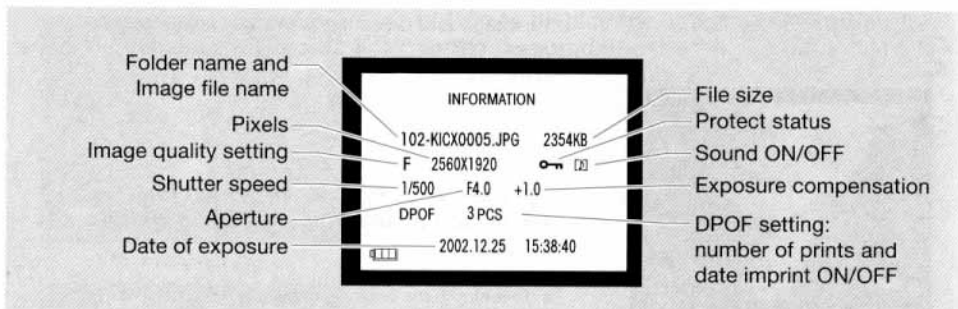 Folder name and
Image file name
Pixels
Image quality setting
Shutter speed
Aperture
Date of exposure
INFORMATION
102-KICX0005.JPG 2354KB
F 2560X1920
1/500 F4.0 +1.0
DPOF 3 PCS
2002.12.25 15:38:40
File size
Protect status
Sound ON/OFF
Exposure compensation
DPOF setting:
number of prints and
date imprint ON/OFF